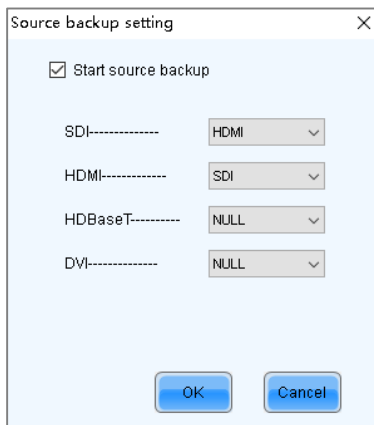 Source backup setting
Start source backup
SDI-------------- HDMI
HDMI------------- SDI
HDBaseT---------- NULL
DVI-------------- NULL
OK Cancel